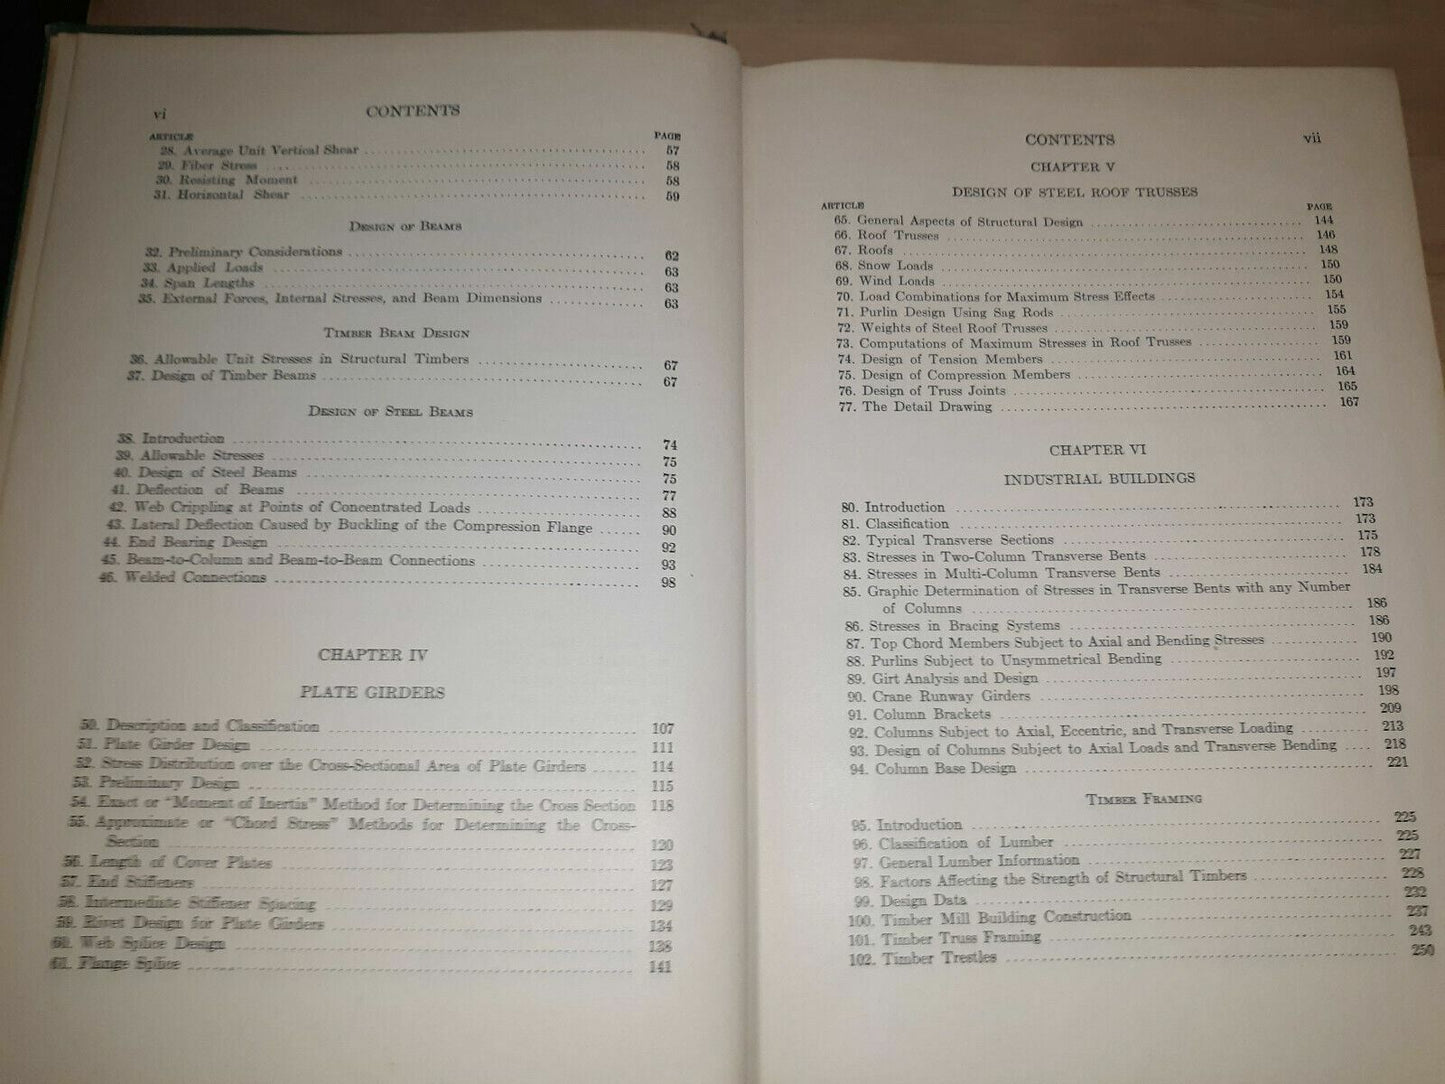 vi CONTENTS
ARTICLE PAGE
28. Average Unit Vertical Shear 57
29. Fiber Stress 58
30. Resisting Moment 58
31. Horizontal Shear 59
DESIGN OF BEAMS
32. Preliminary Considerations 62
33. Applied Loads 63
34. Span Lengths 63
35. External Forces, Internal Stresses, and Beam Dimensions 63
TIMBER BEAM DESIGN
36. Allowable Unit Stresses in Structural Timbers 67
37. Design of Timber Beams 67
DESIGN OF STEEL BEAMS
38. Introduction 74
39. Allowable Stresses 75
40. Design of Steel Beams 75
41. Deflection of Beams 77
42. Web Crippling at Points of Concentrated Loads 88
43. Lateral Deflection Caused by Buckling of the Compression Flange 90
44. End Bearing Design 92
45. Beam-to-Column and Beam-to-Beam Connections 93
46. Welded Connections 98
CHAPTER IV
PLATE GIRDERS
50. Description and Classification 107
51. Plate Girder Design 111
52. Stress Distribution over the Cross-Sectional Area of Plate Girders 114
53. Preliminary Design 115
54. Exact or "Moment of Inertia" Method for Determining the Cross Section 118
55. Approximate or "Chord Stress" Methods for Determining the Cross-
Section 120
56. Length of Cover Plates 123
57. End Stiffeners 127
58. Intermediate Stiffener Spacing 129
59. Rivet Design for Plate Girders 134
60. Web Splice Design 138
61. Flange Splice 141
CONTENTS vii
CHAPTER V
DESIGN OF STEEL ROOF TRUSSES
ARTICLE PAGE
65. General Aspects of Structural Design 144
66. Roof Trusses 146
67. Roofs 148
68. Snow Loads 150
69. Wind Loads 150
70. Load Combinations for Maximum Stress Effects 154
71. Purlin Design Using Sag Rods 155
72. Weights of Steel Roof Trusses 159
73. Computations of Maximum Stresses in Roof Trusses 159
74. Design of Tension Members 161
75. Design of Compression Members 164
76. Design of Truss Joints 165
77. The Detail Drawing 167
CHAPTER VI
INDUSTRIAL BUILDINGS
80. Introduction 173
81. Classification 173
82. Typical Transverse Sections 175
83. Stresses in Two-Column Transverse Bents 178
84. Stresses in Multi-Column Transverse Bents 184
85. Graphic Determination of Stresses in Transverse Bents with any Number
of Columns 186
86. Stresses in Bracing Systems 186
87. Top Chord Members Subject to Axial and Bending Stresses 190
88. Purlins Subject to Unsymmetrical Bending 192
89. Girt Analysis and Design 197
90. Crane Runway Girders 198
91. Column Brackets 209
92. Columns Subject to Axial, Eccentric, and Transverse Loading 213
93. Design of Columns Subject to Axial Loads and Transverse Bending 218
94. Column Base Design 221
TIMBER FRAMING
95. Introduction 225
96. Classification of Lumber 225
97. General Lumber Information 227
98. Factors Affecting the Strength of Structural Timbers 228
99. Design Data 232
100. Timber Mill Building Construction 237
101. Timber Truss Framing 243
102. Timber Trestles 250